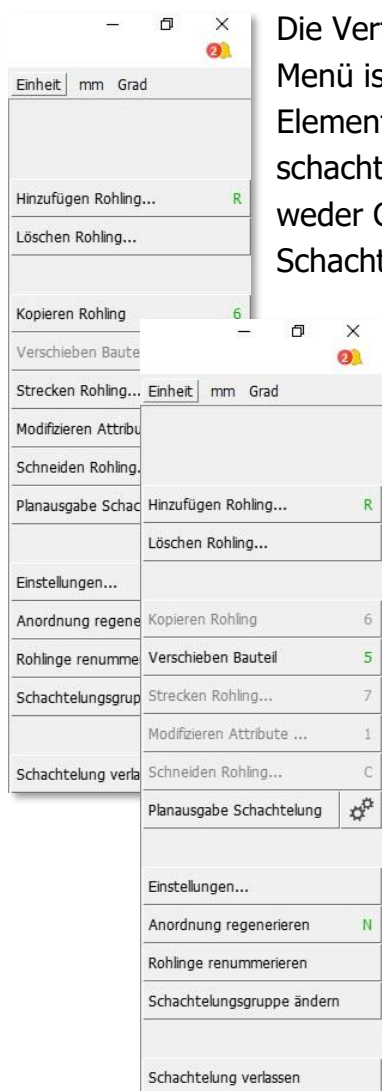 Die Ver
Menü is
Element
schacht
weder
Schacht
2
Einheit mm Grad
Hinzufügen Rohling... R
Löschen Rohling...
Kopieren Rohling 6
Verschieben Baute
Strecken Rohling...
Modifizieren Attribu
Schneiden Rohling.
Planausgabe Schac
Einstellungen...
Anordnung regene
Rohlinge renumme
Schachtelungsgrup
Schachtelung verla
2
Einheit mm Grad
Hinzufügen Rohling... R
Löschen Rohling...
Kopieren Rohling 6
Verschieben Bauteil 5
Strecken Rohling... 7
Modifizieren Attribute ... 1
Schneiden Rohling... C
Planausgabe Schachtelung
Einstellungen...
Anordnung regenerieren N
Rohlinge renummerieren
Schachtelungsgruppe ändern
Schachtelung verlassen